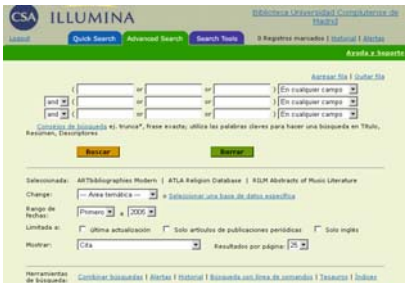 CSA ILLUMINA
Biblioteca Universidad Complutense de Madrid
Logout Quick Search Advanced Search Search Tools 0 Registros marcados | Historial | Alertas
Ayuda y Soporte
Agregar fila | Quitar fila
( or or ) En cualquier campo
and ( or or ) En cualquier campo
and ( or or ) En cualquier campo
Consejos de búsqueda ej. trunca*, frase exacta; utiliza las palabras claves para hacer una búsqueda en Título,
Resúmen, Descriptores
Buscar Borrar
Seleccionada: ARTbibliographies Modern | ATLA Religion Database | RILM Abstracts of Music Literature
Change: --- Area temática --- o Seleccionar una base de datos específica
Rango de fechas: Primero a 2005
Limitada a: última actualización Solo artículos de publicaciones periódicas Solo inglés
Mostrar: Cita Resultados por página: 25
Herramientas de búsqueda: Combinar búsquedas | Alertas | Historial | Búsqueda con línea de comandos | Tesauros | Índices